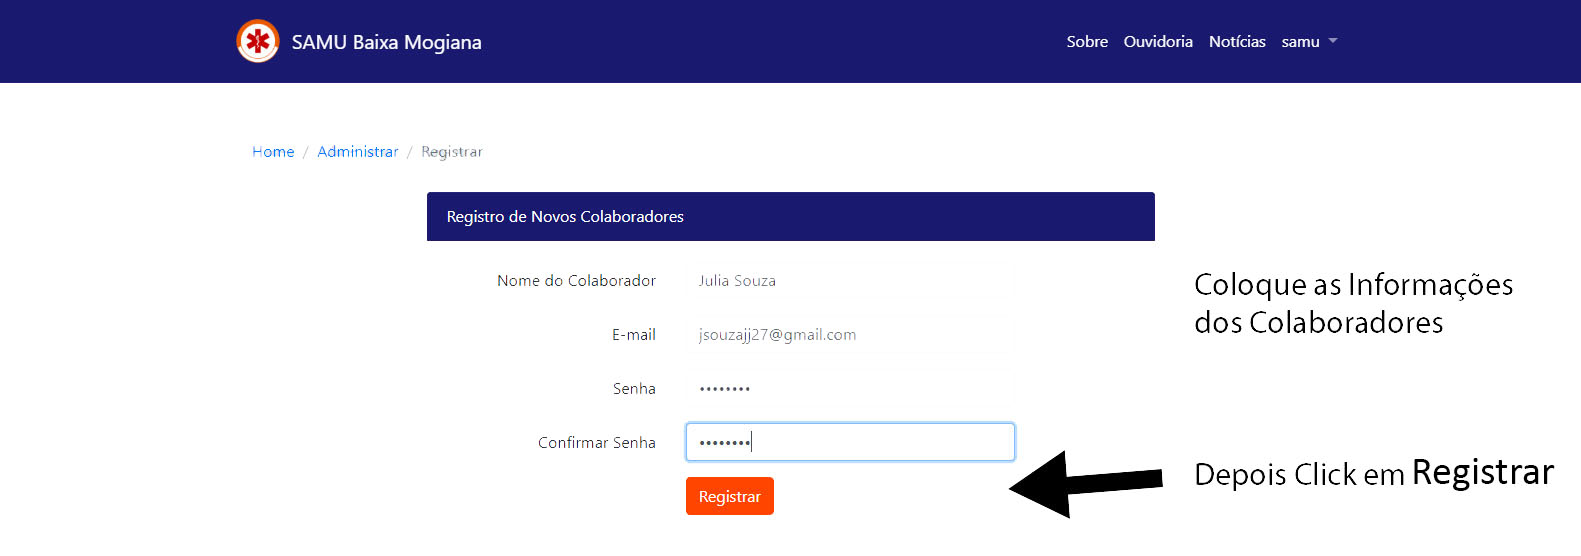 SAMU Baixa Mogiana
Sobre Ouvidoria Notícias samu
Home / Administrar / Registrar
Registro de Novos Colaboradores
Nome do Colaborador Julia Souza
E-mail jsouzajj27@gmail.com
Senha ••••••••
Confirmar Senha ••••••••
Registrar
Coloque as Informações
dos Colaboradores
Depois Click em Registrar